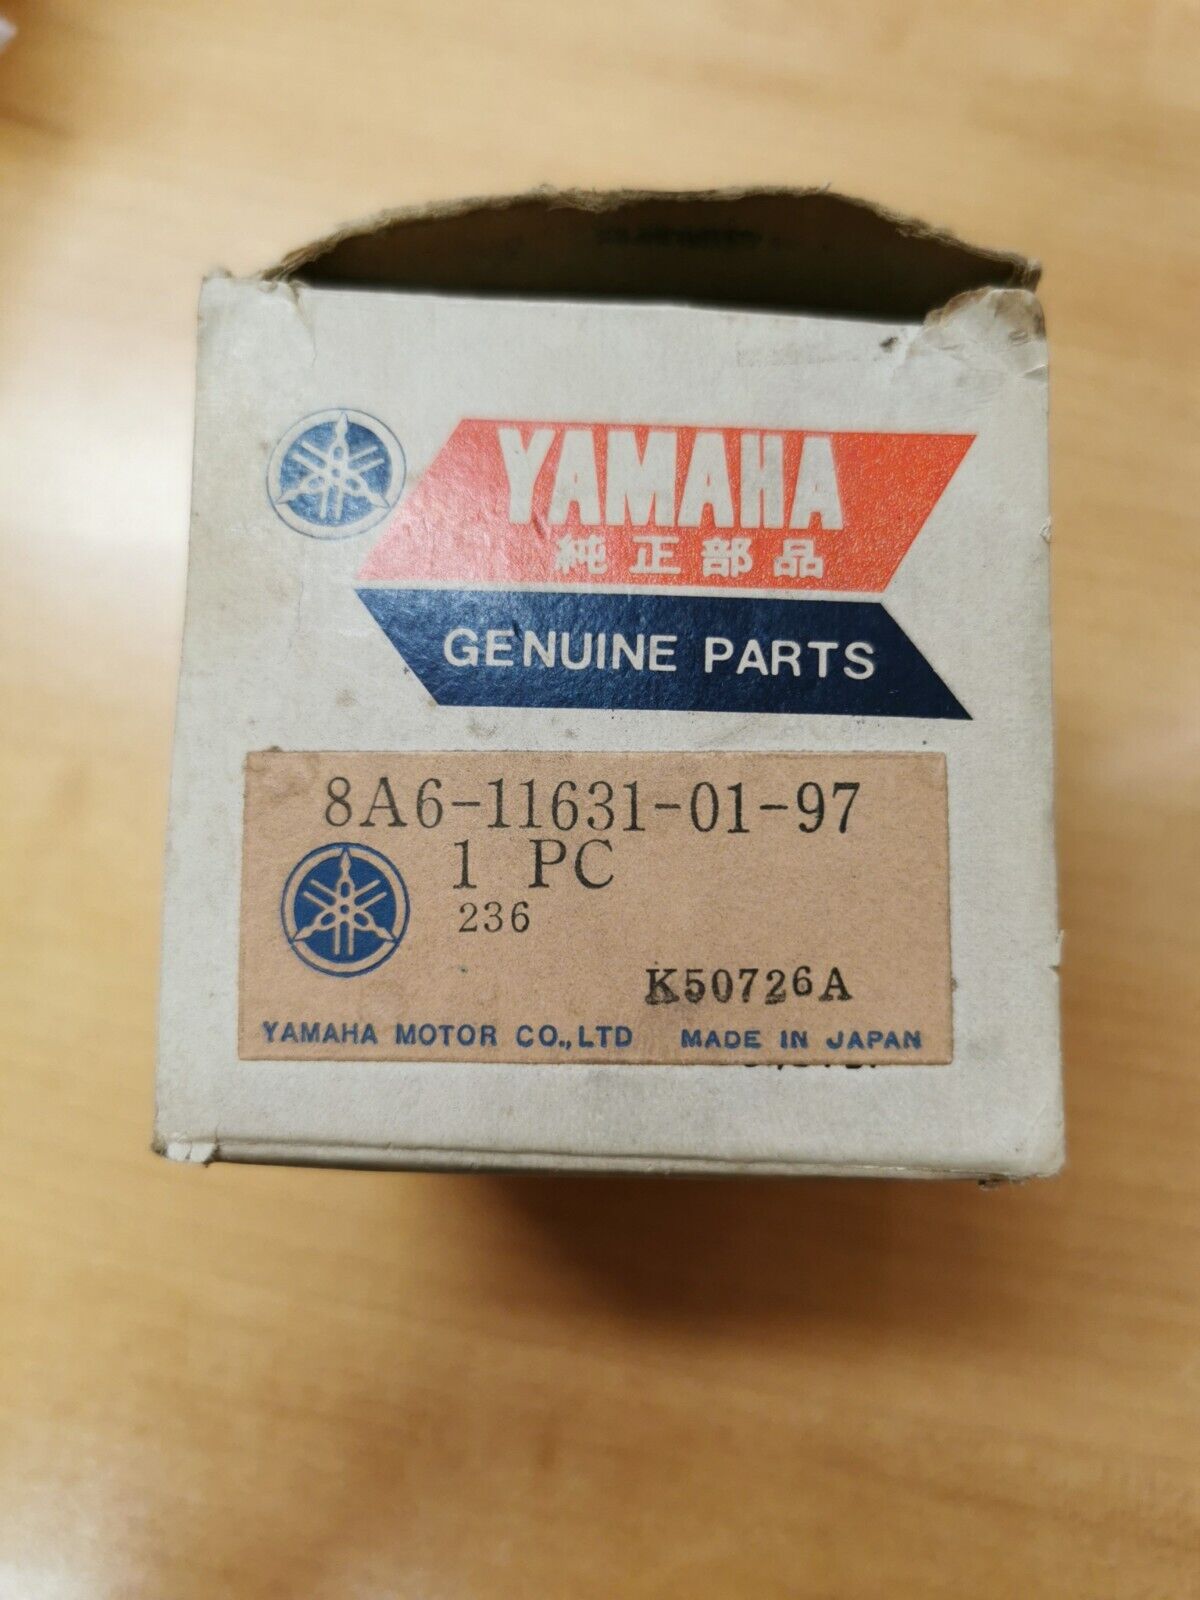 YAMAHA
純正部品
GENUINE PARTS
8A6-11631-01-97
1 PC
236
K50726A
YAMAHA MOTOR CO.,LTD MADE IN JAPAN